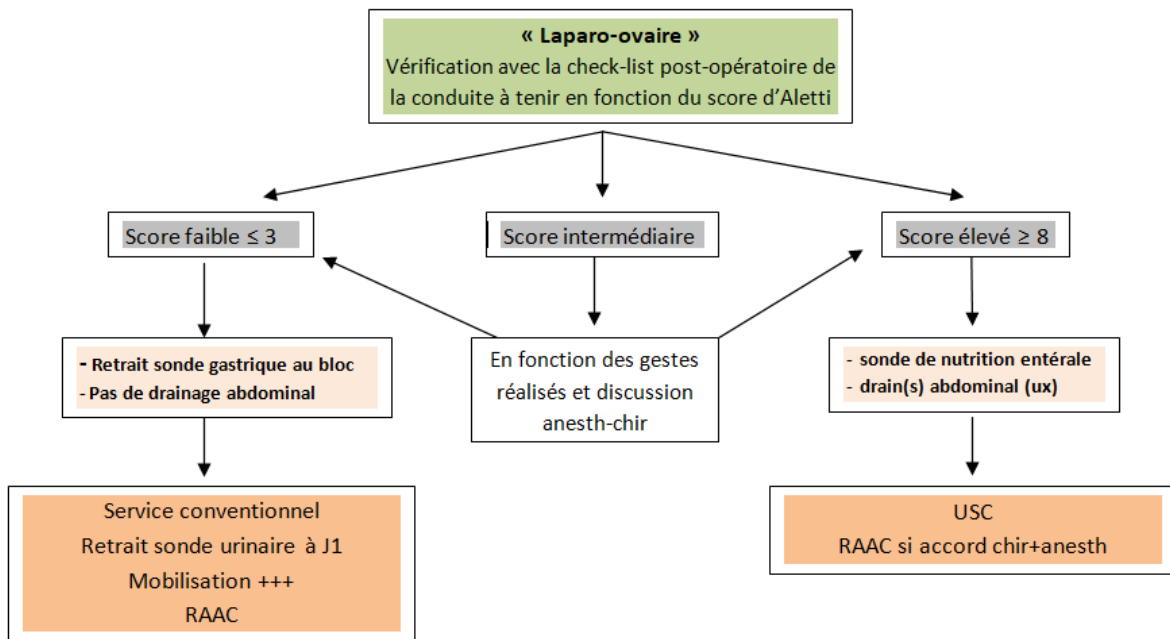 « Laparo-ovaire »
Vérification avec la check-list post-opératoire de
la conduite à tenir en fonction du score d’Aletti
Score faible ≤ 3
Score intermédiaire
Score élevé ≥ 8
- Retrait sonde gastrique au bloc
- Pas de drainage abdominal
En fonction des gestes
réalisés et discussion
anesth-chir
- sonde de nutrition entérale
- drain(s) abdominal (ux)
Service conventionnel
Retrait sonde urinaire à J1
Mobilisation +++
RAAC
USC
RAAC si accord chir+anesth